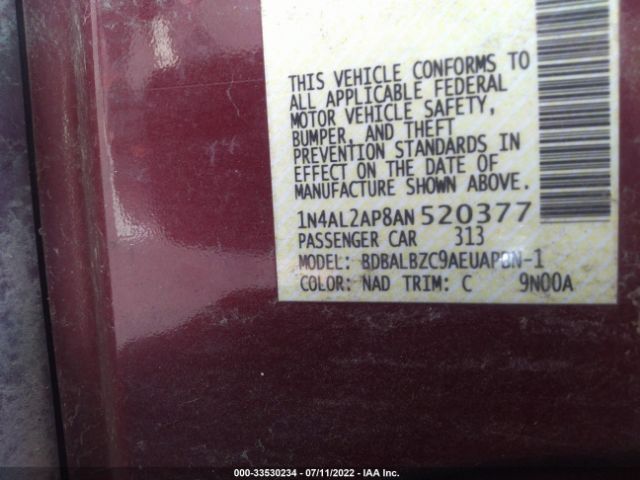 THIS VEHICLE CONFORMS TO
ALL APPLICABLE FEDERAL
MOTOR VEHICLE SAFETY,
BUMPER, AND THEFT
PREVENTION STANDARDS IN
EFFECT ON THE DATE OF
MANUFACTURE SHOWN ABOVE.
1N4AL2AP8AN 520377
PASSENGER CAR 313
MODEL: BDBALBZC9AEUAPBN-1
COLOR: NAD TRIM: C 9N00A
000-33530234 - 07/11/2022 - IAA Inc.